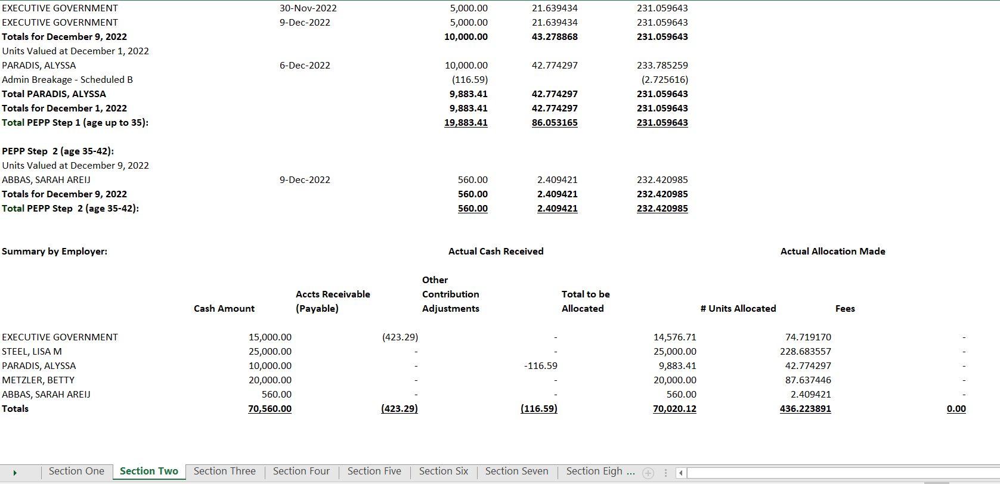 EXECUTIVE GOVERNMENT 30-Nov-2022 5,000.00 21.639434 231.059643
EXECUTIVE GOVERNMENT 9-Dec-2022 5,000.00 21.639434 231.059643
Totals for December 9, 2022 10,000.00 43.278868 231.059643
Units Valued at December 1, 2022
PARADIS, ALYSSA 6-Dec-2022 10,000.00 42.774297 233.785259
Admin Breakage - Scheduled B (116.59) (2.725616)
Total PARADIS, ALYSSA 9,883.41 42.774297 231.059643
Totals for December 1, 2022 9,883.41 42.774297 231.059643
Total PEPP Step 1 (age up to 35): 19,883.41 86.053165 231.059643
PEPP Step  2 (age 35-42):
Units Valued at December 9, 2022
ABBAS, SARAH AREIJ 9-Dec-2022 560.00 2.409421 232.420985
Totals for December 9, 2022 560.00 2.409421 232.420985
Total PEPP Step  2 (age 35-42): 560.00 2.409421 232.420985
Summary by Employer: Actual Cash Received Actual Allocation Made
Other
Accts Receivable Contribution Total to be
Cash Amount (Payable) Adjustments Allocated # Units Allocated Fees
EXECUTIVE GOVERNMENT 15,000.00 (423.29) - 14,576.71 74.719170 -
STEEL, LISA M 25,000.00 - - 25,000.00 228.683557 -
PARADIS, ALYSSA 10,000.00 - -116.59 9,883.41 42.774297 -
METZLER, BETTY 20,000.00 - - 20,000.00 87.637446 -
ABBAS, SARAH AREIJ 560.00 - - 560.00 2.409421 -
Totals 70,560.00 (423.29) (116.59) 70,020.12 436.223891 0.00
Section One Section Two Section Three Section Four Section Five Section Six Section Seven Section Eigh ...